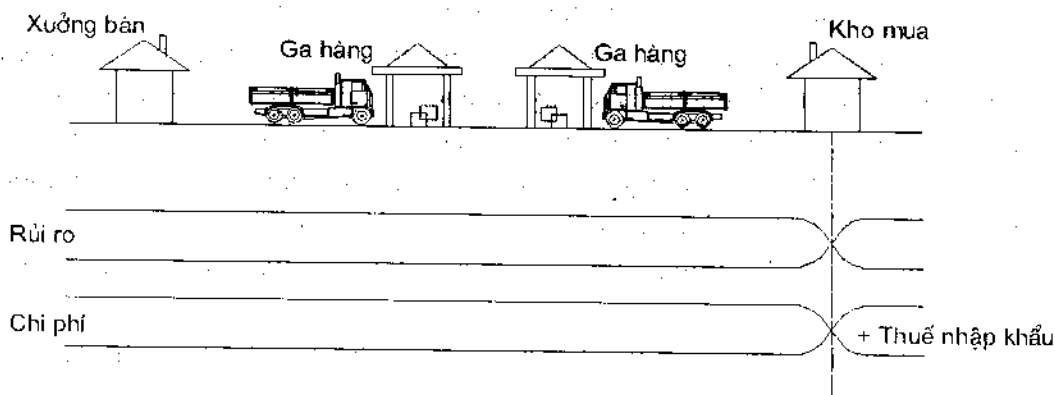 Xưởng bán
Ga hàng
Ga hàng
Kho mua
Rủi ro
Chi phí
+ Thuế nhập khẩu